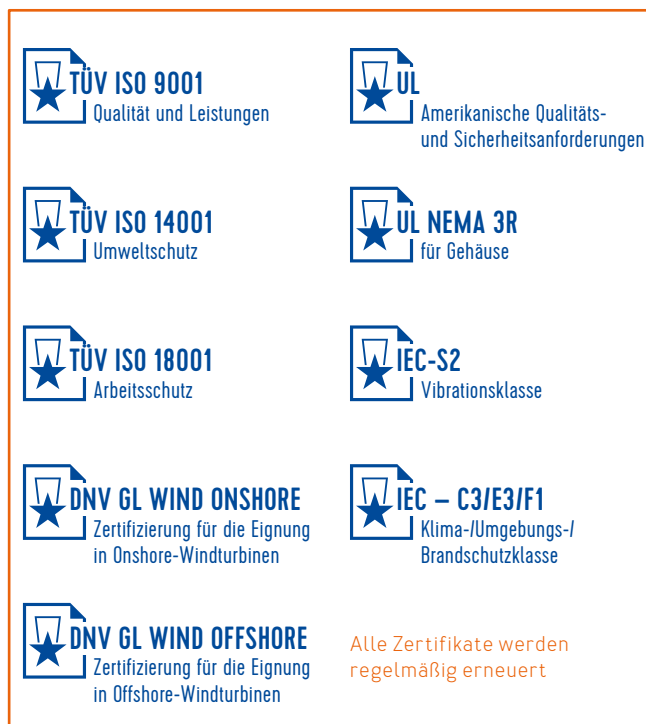 TÜV ISO 9001
Qualität und Leistungen
TÜV ISO 14001
Umweltschutz
TÜV ISO 18001
Arbeitsschutz
DNV GL WIND ONSHORE
Zertifizierung für die Eignung
in Onshore-Windturbinen
DNV GL WIND OFFSHORE
Zertifizierung für die Eignung
in Offshore-Windturbinen
UL
Amerikanische Qualitäts-
und Sicherheitsanforderungen
UL NEMA 3R
für Gehäuse
IEC-S2
Vibrationsklasse
IEC – C3/E3/F1
Klima-/Umgebungs-/
Brandschutzklasse
Alle Zertifikate werden
regelmäßig erneuert